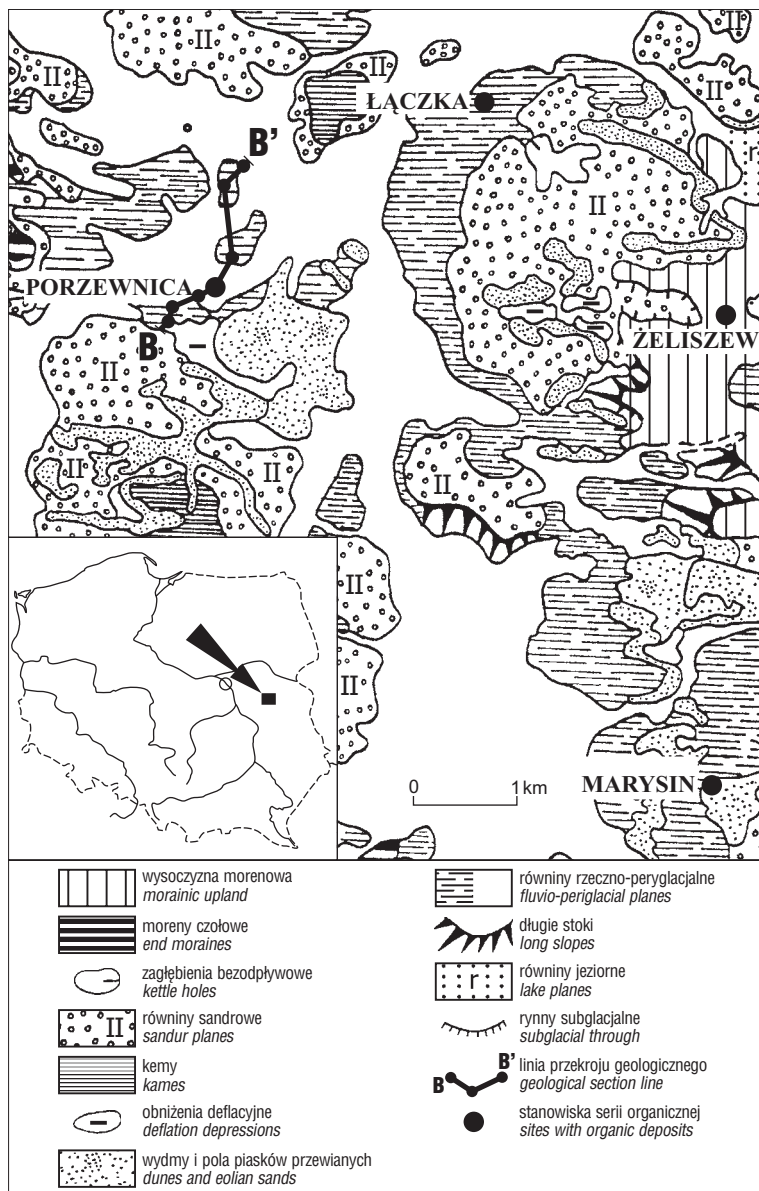 II
II
II
II
II
ŁĄCZKA
r
B'
II
PORZEWNICA
B
ŻELISZEW
II
II
II
II
II
II
0 1 km
MARYSIN
wysoczyzna morenowa
morainic upland
moreny czołowe
end moraines
zagłębienia bezodpływowe
kettle holes
II
równiny sandrowe
sandur planes
kemy
kames
obniżenia deflacyjne
deflation depressions
wydmy i pola piasków przewianych
dunes and eolian sands
równiny rzeczno-peryglacjalne
fluvio-periglacial planes
długie stoki
long slopes
r
równiny jeziorne
lake planes
rynny subglacjalne
subglacial through
B B'
linia przekroju geologicznego
geological section line
stanowiska serii organicznej
sites with organic deposits